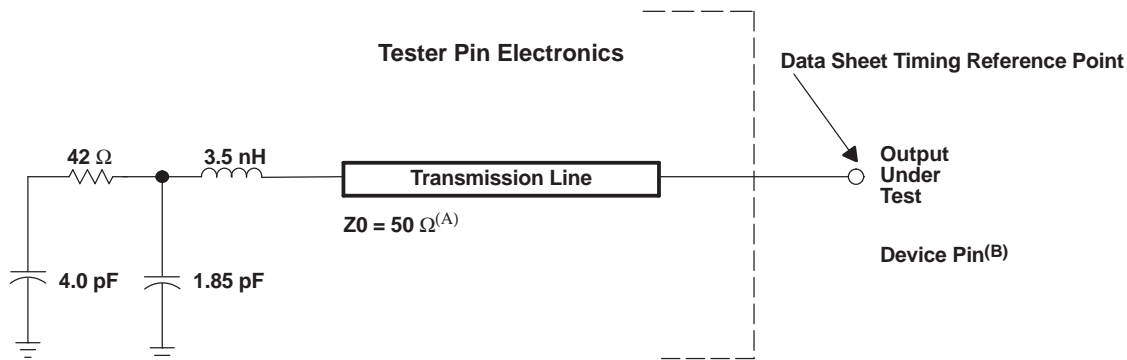 Tester Pin Electronics
Data Sheet Timing Reference Point
42 Ω
3.5 nH
Transmission Line
Output
Under
Test
Z0 = 50 Ω(A)
Device Pin(B)
4.0 pF
1.85 pF